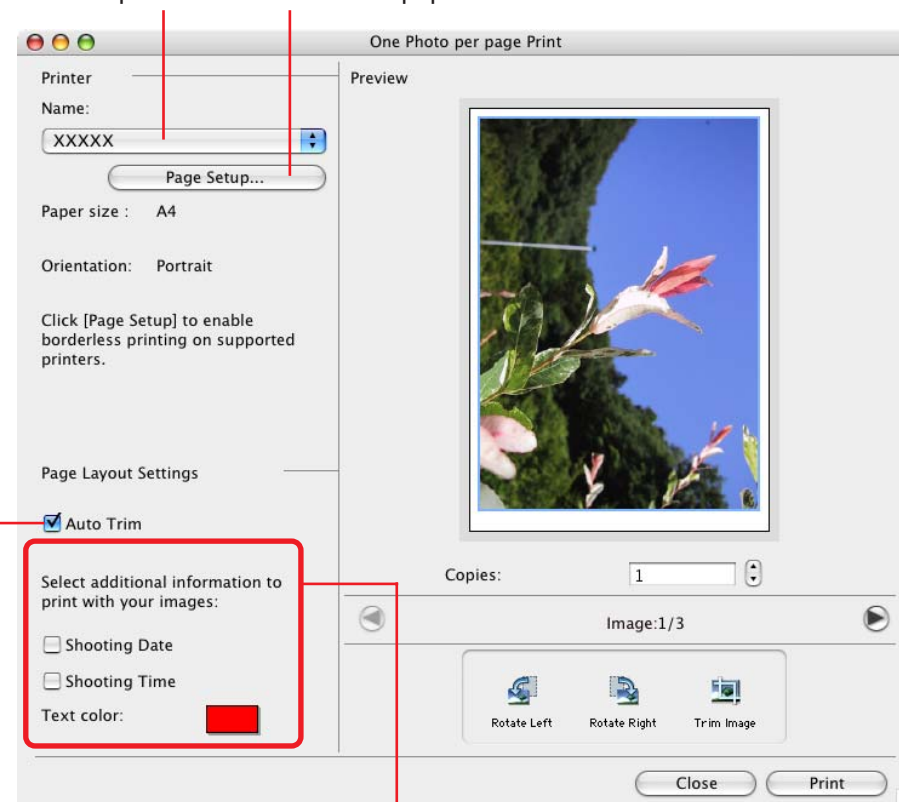 One Photo per page Print
Printer
Name:
XXXXX
Page Setup...
Paper size : A4
Orientation: Portrait
Click [Page Setup] to enable
borderless printing on supported
printers.
Page Layout Settings
Auto Trim
Select additional information to
print with your images:
Shooting Date
Shooting Time
Text color:
Preview
Copies: 1
Image:1/3
Rotate Left Rotate Right Trim Image
Close Print